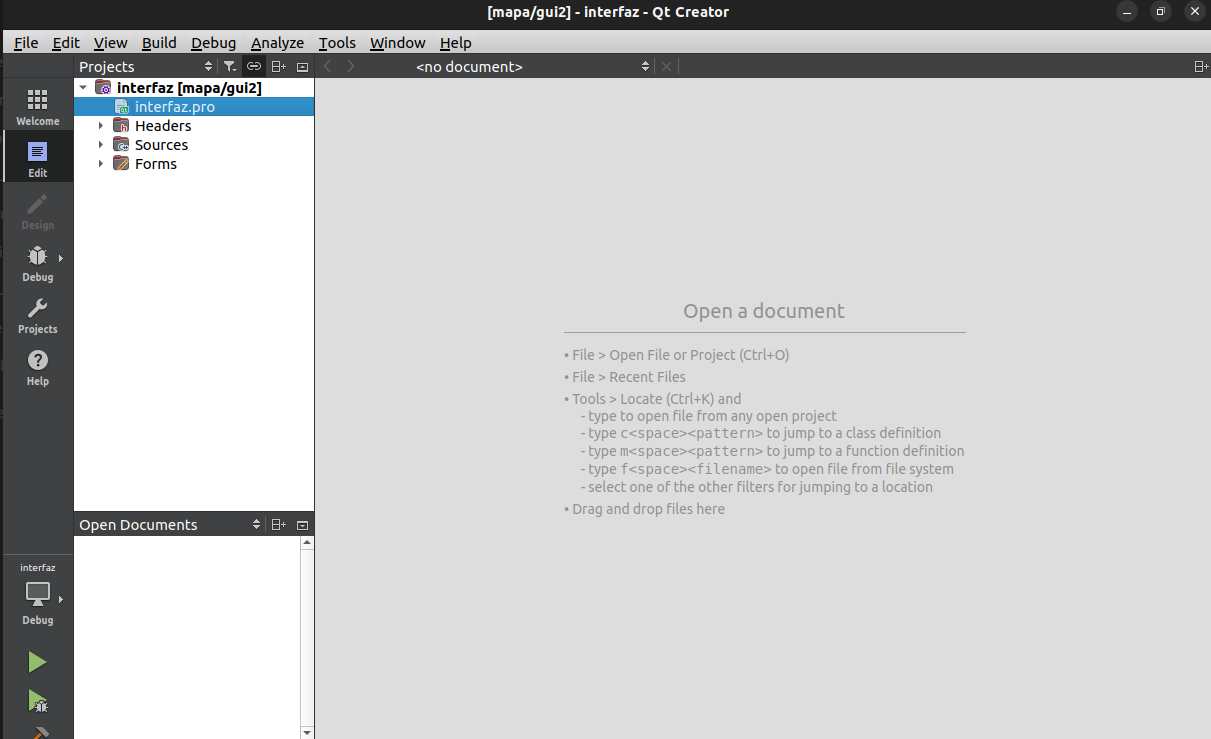 [mapa/gui2] - interfaz - Qt Creator
File Edit View Build Debug Analyze Tools Window Help
Projects
<no document>
Welcome
Edit
Design
Debug
Projects
Help
interfaz [mapa/gui2]
interfaz.pro
Headers
Sources
Forms
Open a document
• File > Open File or Project (Ctrl+O)
• File > Recent Files
• Tools > Locate (Ctrl+K) and
- type to open file from any open project
- type c<space><pattern> to jump to a class definition
- type m<space><pattern> to jump to a function definition
- type f<space><filename> to open file from file system
- select one of the other filters for jumping to a location
• Drag and drop files here
Open Documents
interfaz
Debug